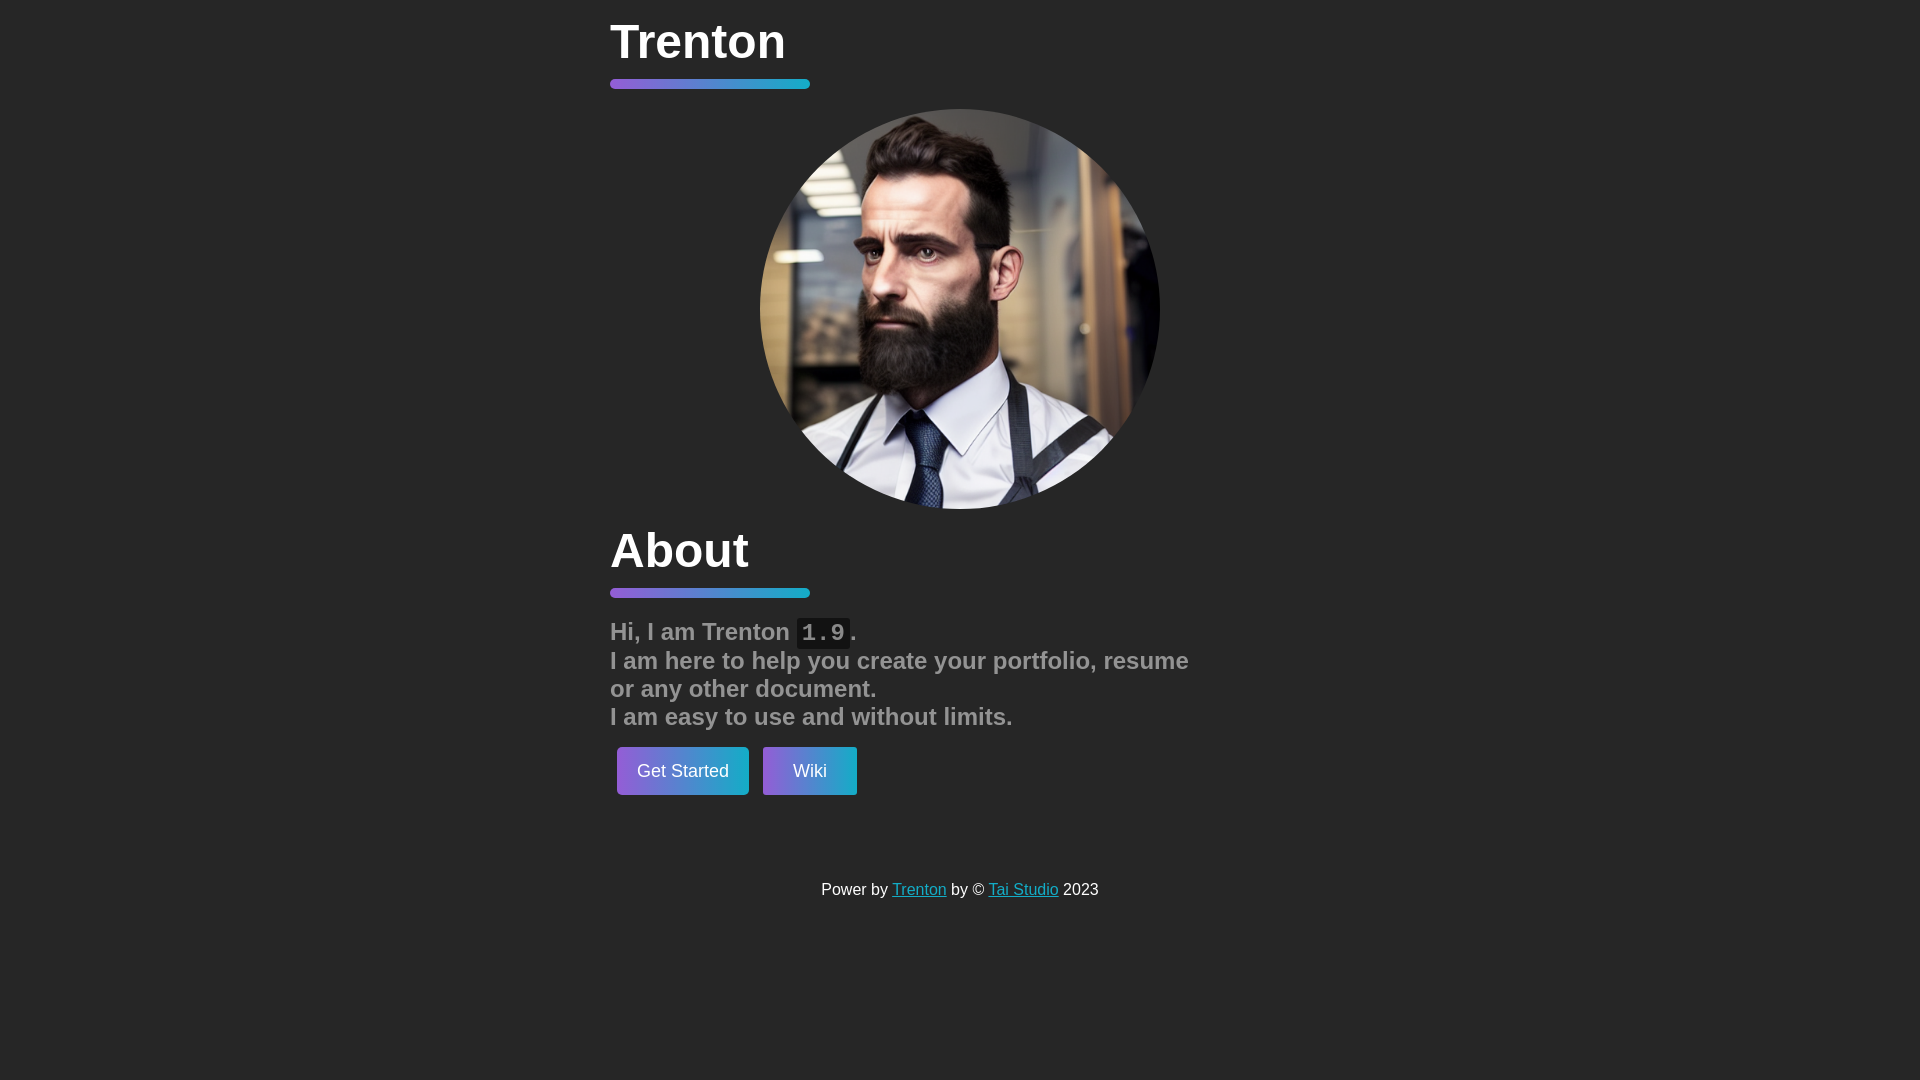 Trenton
About
Hi, I am Trenton 1.9.
I am here to help you create your portfolio, resume
or any other document.
I am easy to use and without limits.
Get Started Wiki
Power by Trenton by © Tai Studio 2023